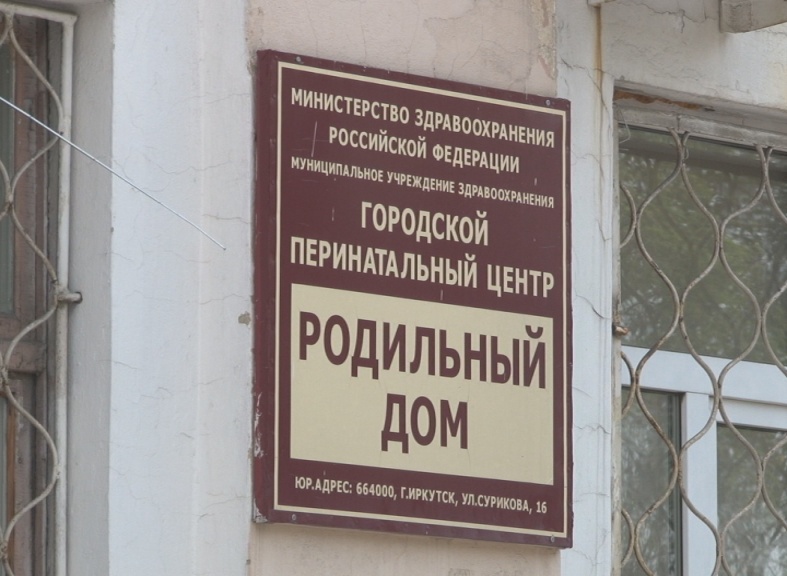 МИНИСТЕРСТВО ЗДРАВООХРАНЕНИЯ
РОССИЙСКОЙ ФЕДЕРАЦИИ
МУНИЦИПАЛЬНОЕ УЧРЕЖДЕНИЕ ЗДРАВООХРАНЕНИЯ
ГОРОДСКОЙ
ПЕРИНАТАЛЬНЫЙ ЦЕНТР
РОДИЛЬНЫЙ
ДОМ
ЮР.АДРЕС: 664000, Г.ИРКУТСК, УЛ.СУРИКОВА, 16